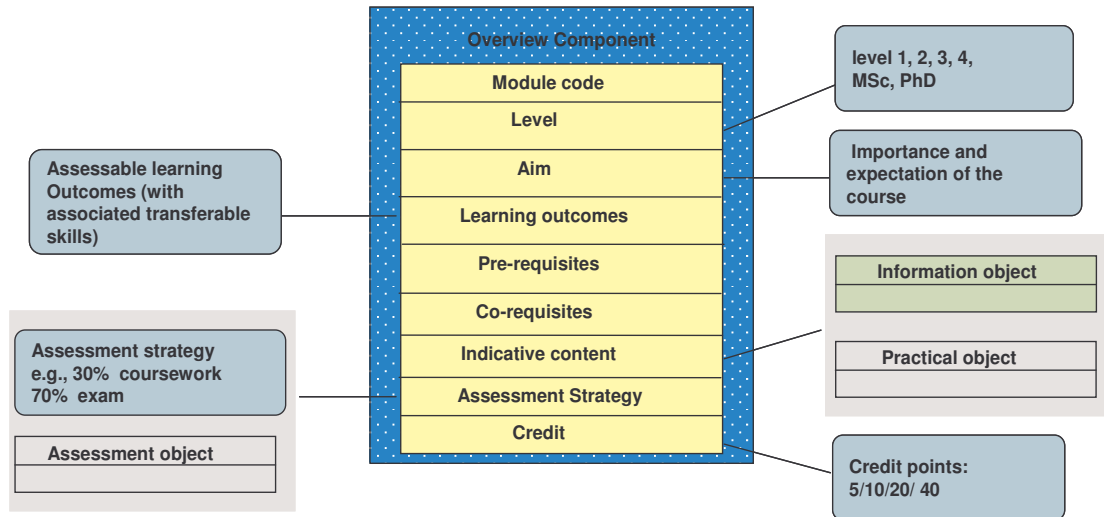 Overview Component
Module code
Level
Aim
Learning outcomes
Pre-requisites
Co-requisites
Indicative content
Assessment Strategy
Credit
Assessable learning
Outcomes (with
associated transferable
skills)
Assessment strategy
e.g., 30% coursework
70% exam
Assessment object
level 1, 2, 3, 4,
MSc, PhD
Importance and
expectation of the
course
Information object
Practical object
Credit points:
5/10/20/ 40